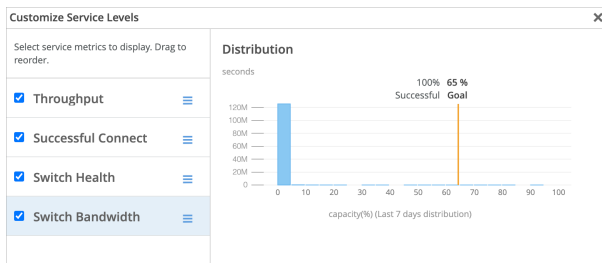 Customize Service Levels
Select service metrics to display. Drag to
reorder.
Throughput
Successful Connect
Switch Health
Switch Bandwidth
Distribution
seconds
100% 65 %
Successful Goal
120M
100M
80M
60M
40M
20M
0
0 10 20 30 40 50 60 70 80 90 100
capacity(%) (Last 7 days distribution)